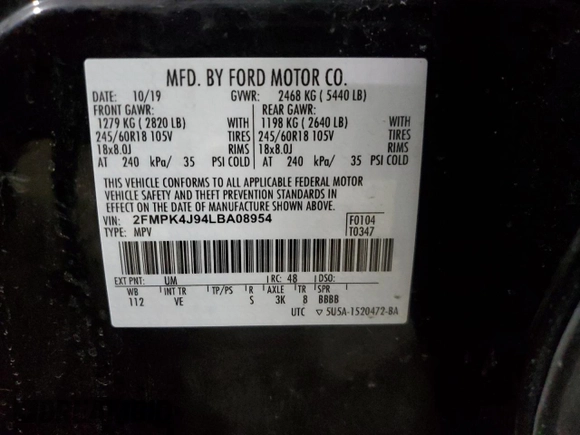 MFD. BY FORD MOTOR CO.
DATE: 10/19 GVWR: 2468 KG ( 5440 LB)
FRONT GAWR: REAR GAWR:
1279 KG ( 2820 LB) WITH 1198 KG ( 2640 LB) WITH
245/60R18 105V TIRES 245/60R18 105V TIRES
18x8.0J RIMS 18x8.0J RIMS
AT 240 kPa/ 35 PSI COLD AT 240 kPa/ 35 PSI COLD
THIS VEHICLE CONFORMS TO ALL APPLICABLE FEDERAL MOTOR
VEHICLE SAFETY AND THEFT PREVENTION STANDARDS IN
EFFECT ON THE DATE OF MANUFACTURE SHOWN ABOVE.
VIN: 2FMPK4J94LBA08954 F0104
TYPE: MPV T0347
EXT PNT: UM RC: 48 DSO:
WB INT TR TP/PS R AXLE TR SPR
112 VE S 3K 8 BBBB
UTC ▽ 5U5A-1520472-BA